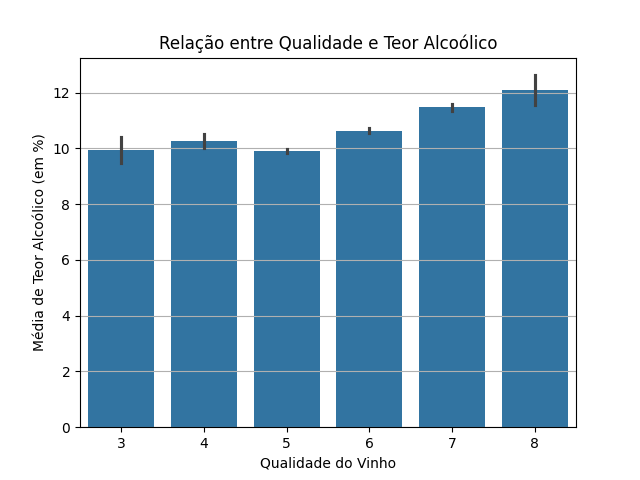 Relação entre Qualidade e Teor Alcoólico
Média de Teor Alcoólico (em %)
12
10
8
6
4
2
0
3 4 5 6 7 8
Qualidade do Vinho